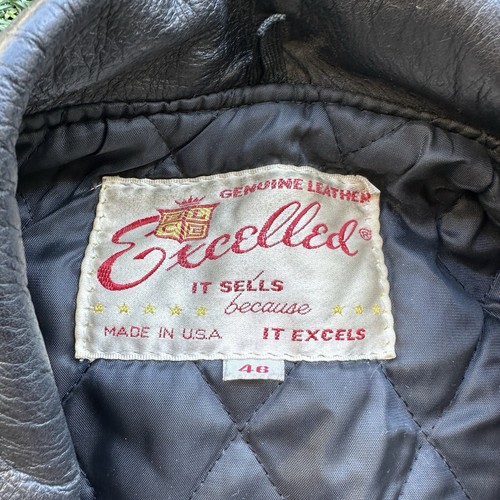 GENUINE LEATHER
Excelled®
IT SELLS
because
MADE IN U.S.A IT EXCELS
46